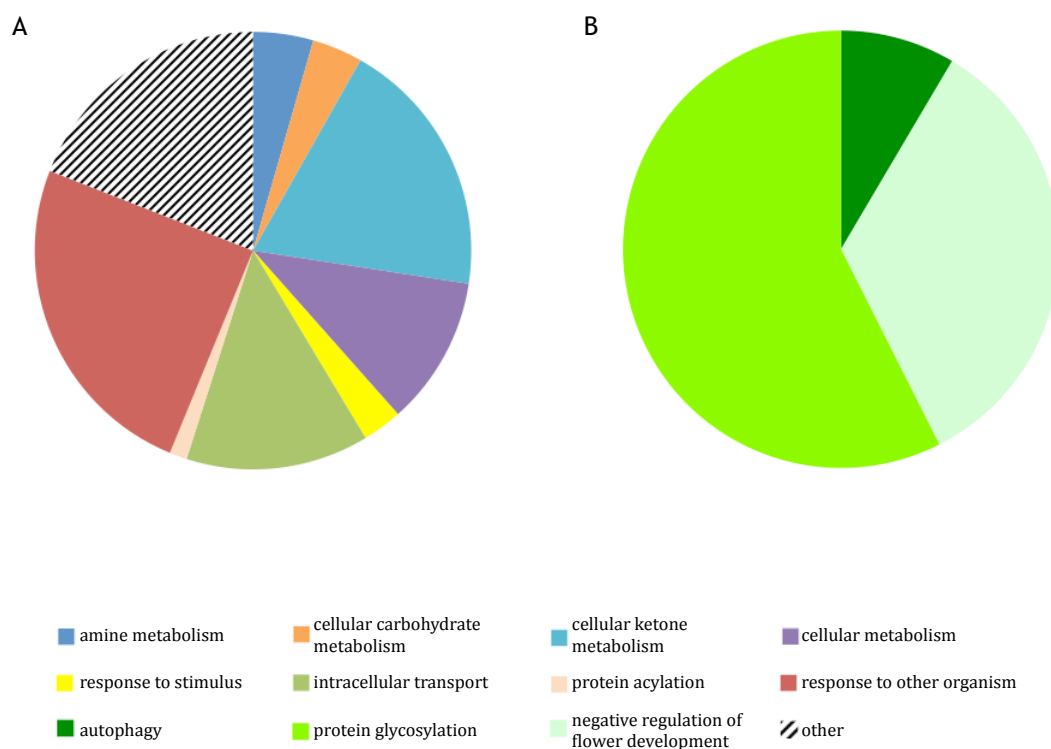 A
B
amine metabolism
cellular carbohydrate
metabolism
cellular ketone
metabolism
cellular metabolism
response to stimulus
intracellular transport
protein acylation
response to other organism
autophagy
protein glycosylation
negative regulation of
flower development
other